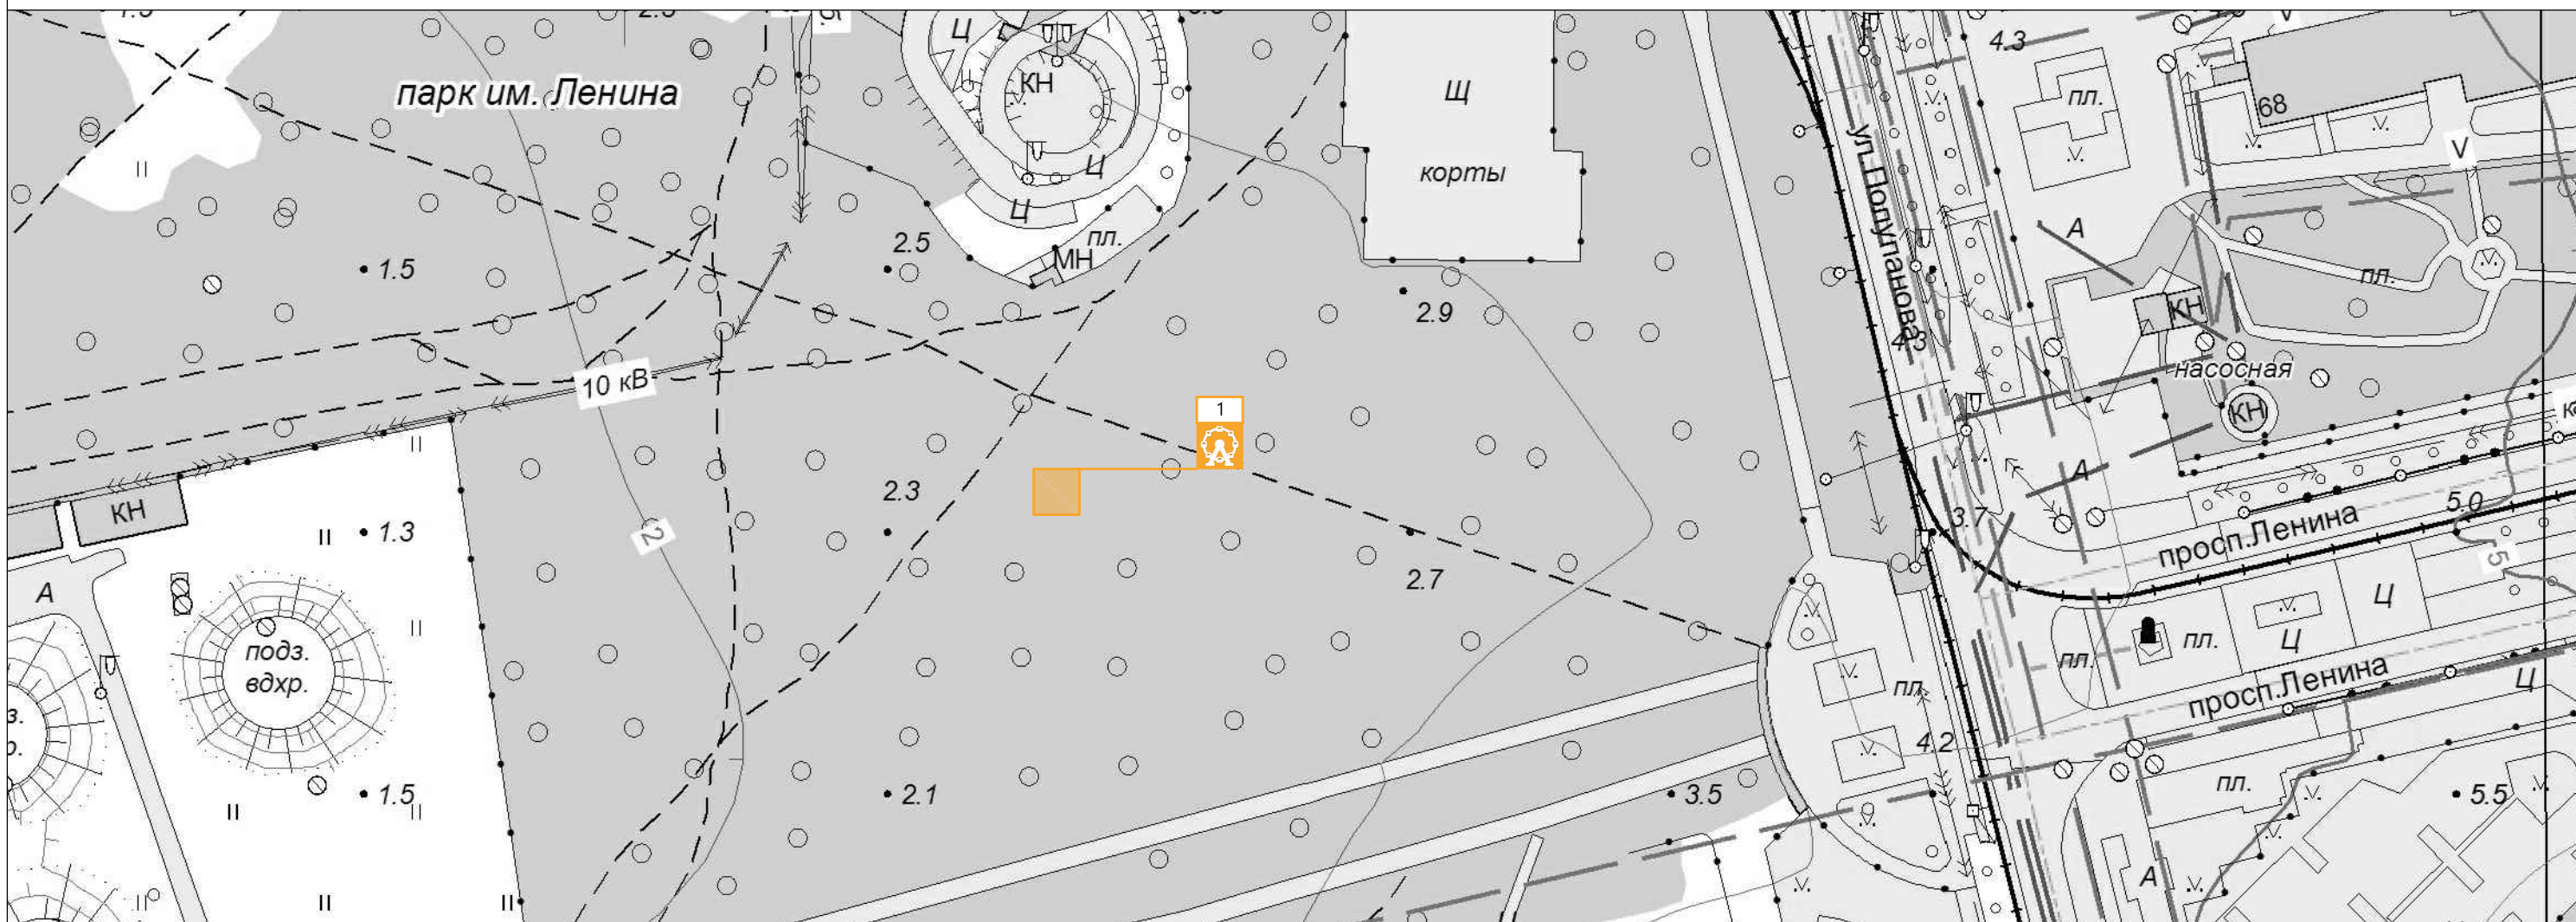 парк им. Ленина
Ц
КН
Ц
Ц
пл.
МН
Щ
корты
4.3
пл.
68
V
А
ул.Полупанова
4.3
пл.
КН
насосная
КН
1.5
2.5
2.9
10 кВ
1
2.3
2
КН
1.3
А
подз.
вдхр.
1.5
2.1
2.7
3.5
А
3.7
5.0
просп.Ленина
5
Ц
пл.
пл.
Ц
просп.Ленина
Ц
пл.
4.2
пл.
5.5
А